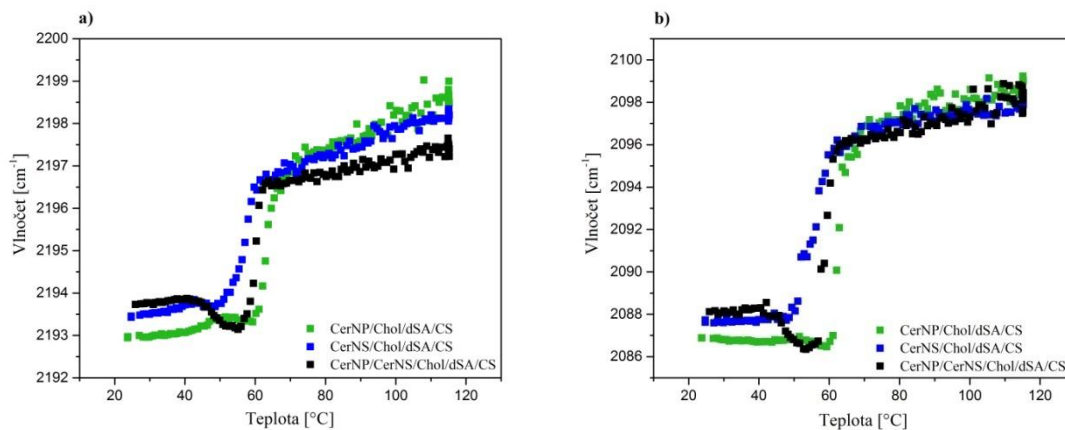 a)
2200
2199
2198
2197
2196
2195
2194
2193
2192
Vlnočet [cm⁻¹]
CerNP/Chol/dSA/CS
CerNS/Chol/dSA/CS
CerNP/CerNS/Chol/dSA/CS
20 40 60 80 100 120
Teplota [°C]
b)
2100
2098
2096
2094
2092
2090
2088
2086
Vlnočet [cm⁻¹]
CerNP/Chol/dSA/CS
CerNS/Chol/dSA/CS
CerNP/CerNS/Chol/dSA/CS
20 40 60 80 100 120
Teplota [°C]